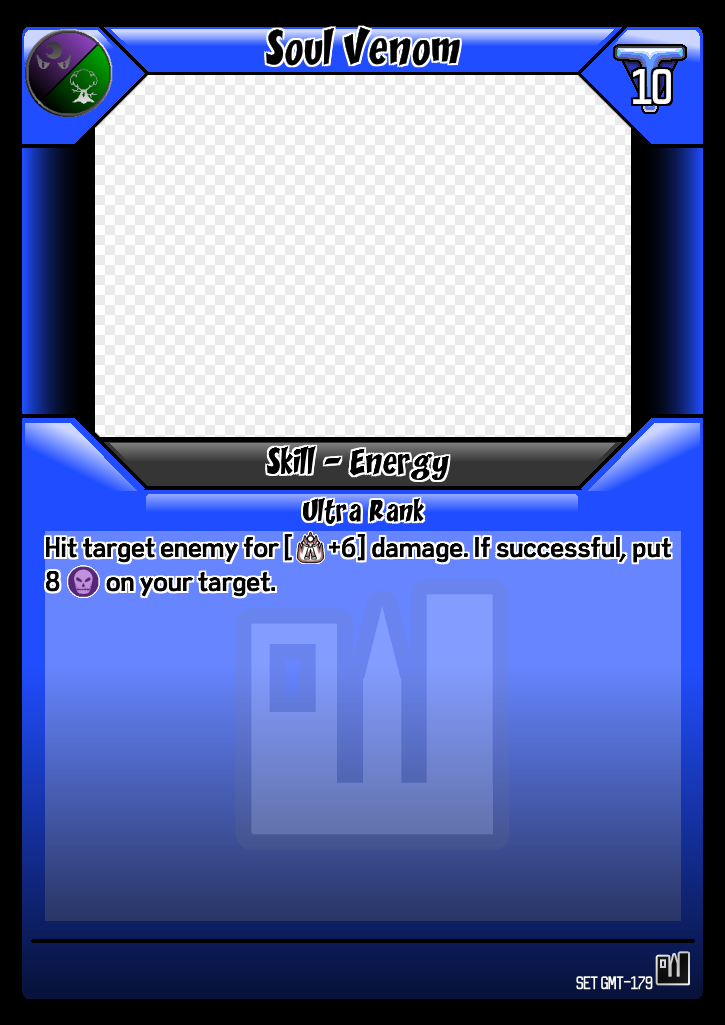 Soul Venom
10
Skill - Energy
Ultra Rank
Hit target enemy for [ +6] damage. If successful, put
8 on your target.
SET GMT-179